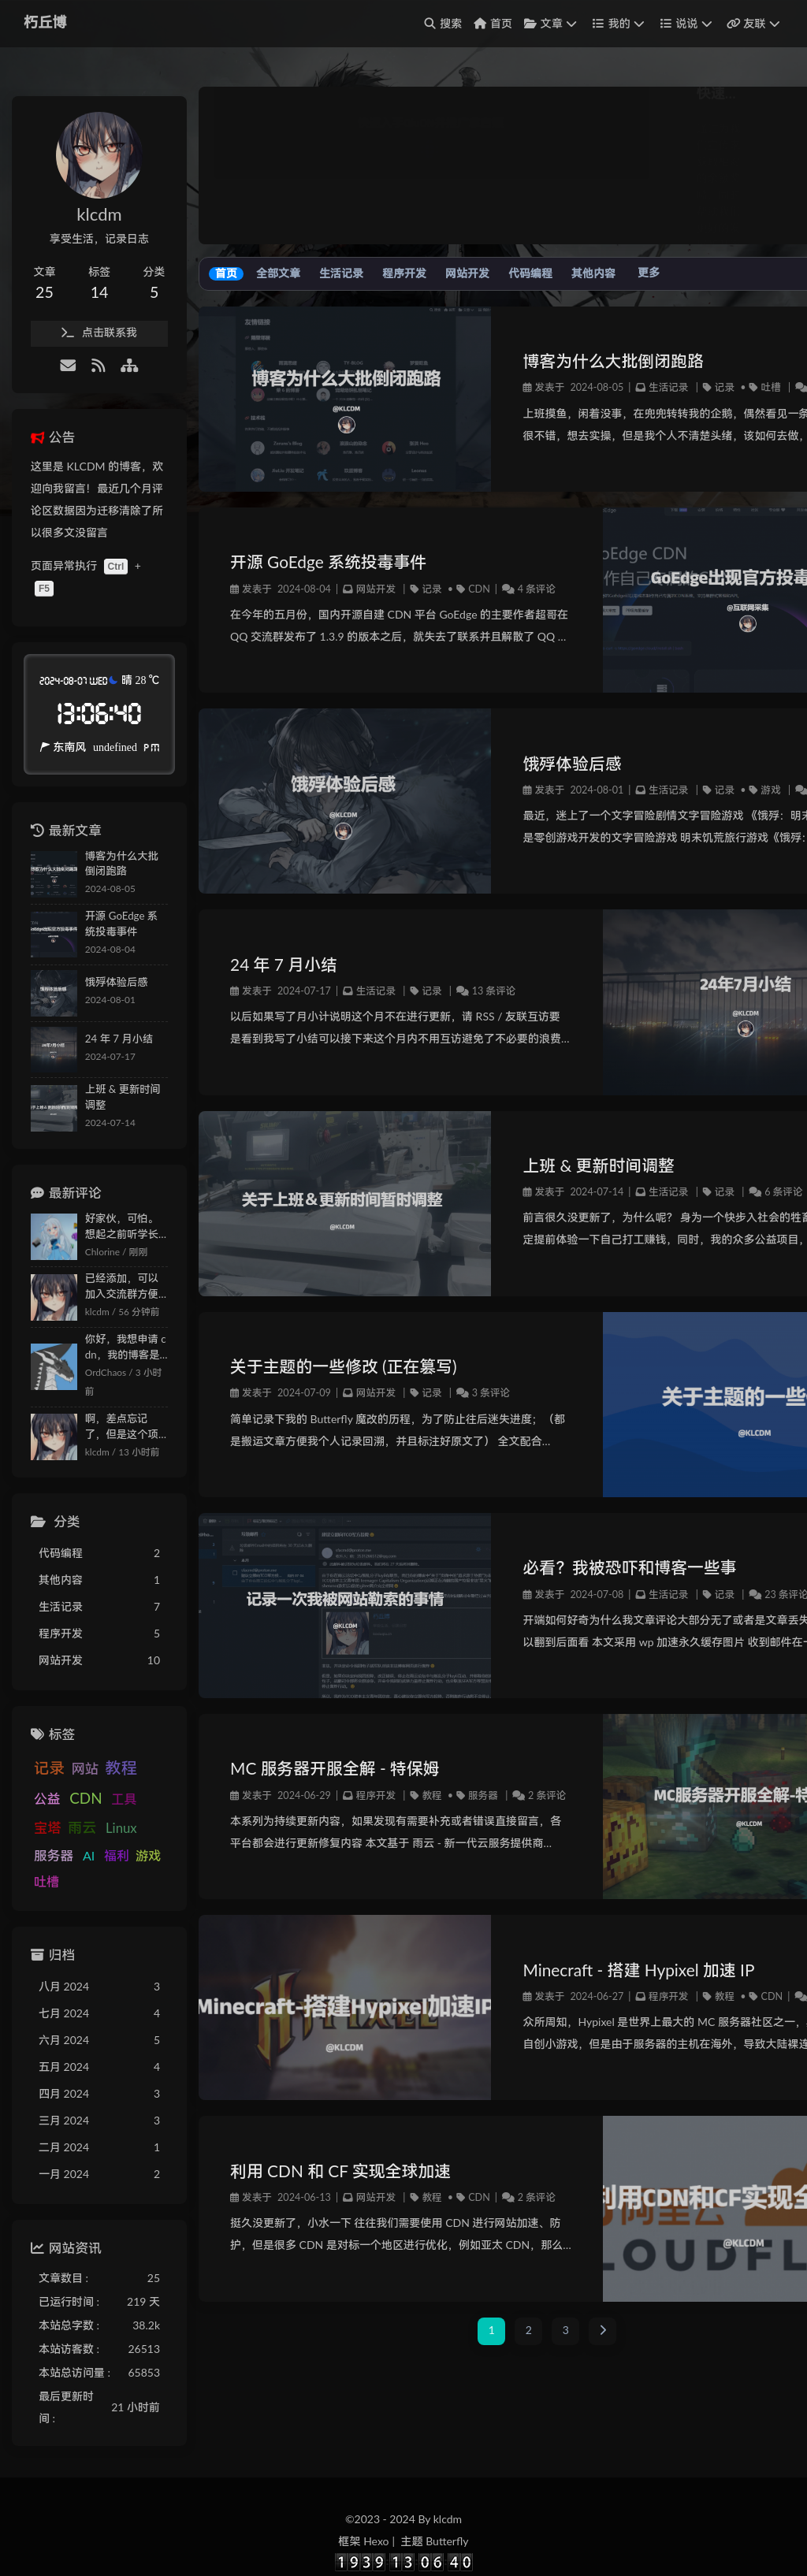 朽丘博
搜索 首页 文章 我的 说说 友联
klcdm
享受生活，记录日志
文章 标签 分类
25 14 5
点击联系我
公告
这里是 KLCDM 的博客，欢
迎向我留言！最近几个月评
论区数据因为迁移清除了所
以很多文没留言
页面异常执行 Ctrl +
F5
2024-08-07 WED 晴 28 ℃
13:06:40
东南风 undefined PM
最新文章
博客为什么大批
倒闭跑路
2024-08-05
开源 GoEdge 系
统投毒事件
2024-08-04
饿殍体验后感
2024-08-01
24 年 7 月小结
2024-07-17
上班 & 更新时间
调整
2024-07-14
最新评论
好家伙，可怕。
想起之前听学长...
Chlorine / 刚刚
已经添加，可以
加入交流群方便...
klcdm / 56 分钟前
你好，我想申请 c
dn，我的博客是...
OrdChaos / 3 小时
前
啊，差点忘记
了，但是这个项...
klcdm / 13 小时前
分类
代码编程 2
其他内容 1
生活记录 7
程序开发 5
网站开发 10
标签
记录 网站 教程
公益 CDN 工具
宝塔 雨云 Linux
服务器 AI 福利 游戏
吐槽
归档
八月 2024 3
七月 2024 4
六月 2024 5
五月 2024 4
四月 2024 3
三月 2024 3
二月 2024 1
一月 2024 2
网站资讯
文章数目 : 25
已运行时间 : 219 天
本站总字数 : 38.2k
本站访客数 : 26513
本站总访问量 : 65853
最后更新时
间 : 21 小时前
首页 全部文章 生活记录 程序开发 网站开发 代码编程 其他内容 更多
博客为什么大批倒闭跑路
@KLCDM
博客为什么大批倒闭跑路
发表于 2024-08-05 | 生活记录 | 记录 • 吐槽 |
上班摸鱼，闲着没事，在兜兜转转我的企鹅，偶然看见一条
很不错，想去实操，但是我个人不清楚头绪，该如何去做，
开源 GoEdge 系统投毒事件
发表于 2024-08-04 | 网站开发 | 记录 • CDN | 4 条评论
在今年的五月份，国内开源自建 CDN 平台 GoEdge 的主要作者超哥在
QQ 交流群发布了 1.3.9 的版本之后，就失去了联系并且解散了 QQ ...
GoEdge出现官方投毒
@互联网采集
饿殍体验后感
@KLCDM
饿殍体验后感
发表于 2024-08-01 | 生活记录 | 记录 • 游戏 |
最近，迷上了一个文字冒险剧情文字冒险游戏 《饿殍：明末
是零创游戏开发的文字冒险游戏 明末饥荒旅行游戏《饿殍：
24 年 7 月小结
发表于 2024-07-17 | 生活记录 | 记录 | 13 条评论
以后如果写了月小计说明这个月不在进行更新，请 RSS / 友联互访要
是看到我写了小结可以接下来这个月内不用互访避免了不必要的浪费...
24年7月小结
@KLCDM
关于上班＆更新时间暂时调整
@KLCDM
上班 & 更新时间调整
发表于 2024-07-14 | 生活记录 | 记录 | 6 条评论
前言很久没更新了，为什么呢？ 身为一个快步入社会的牲畜
定提前体验一下自己打工赚钱，同时，我的众多公益项目，
关于主题的一些修改 (正在篡写)
发表于 2024-07-09 | 网站开发 | 记录 | 3 条评论
简单记录下我的 Butterfly 魔改的历程，为了防止往后迷失进度；（都
是搬运文章方便我个人记录回溯，并且标注好原文了） 全文配合...
关于主题的一些
@KLCDM
记录一次我被网站勒索的事情
@KLCDM
必看？我被恐吓和博客一些事
发表于 2024-07-08 | 生活记录 | 记录 | 23 条评论
开端如何好奇为什么我文章评论大部分无了或者是文章丢失
以翻到后面看 本文采用 wp 加速永久缓存图片 收到邮件在一
MC 服务器开服全解 - 特保姆
发表于 2024-06-29 | 程序开发 | 教程 • 服务器 | 2 条评论
本系列为持续更新内容，如果发现有需要补充或者错误直接留言，各
平台都会进行更新修复内容 本文基于 雨云 - 新一代云服务提供商...
MC服务器开服全解-特
@KLCDM
Minecraft-搭建Hypixel加速IP
@KLCDM
Minecraft - 搭建 Hypixel 加速 IP
发表于 2024-06-27 | 程序开发 | 教程 • CDN |
众所周知，Hypixel 是世界上最大的 MC 服务器社区之一，
自创小游戏，但是由于服务器的主机在海外，导致大陆裸连
利用 CDN 和 CF 实现全球加速
发表于 2024-06-13 | 网站开发 | 教程 • CDN | 2 条评论
挺久没更新了，小水一下 往往我们需要使用 CDN 进行网站加速、防
护，但是很多 CDN 是对标一个地区进行优化，例如亚太 CDN，那么...
利用CDN和CF实现全
@KLCDM
1 2 3
©2023 - 2024 By klcdm
框架 Hexo | 主题 Butterfly
1939 13 06 40